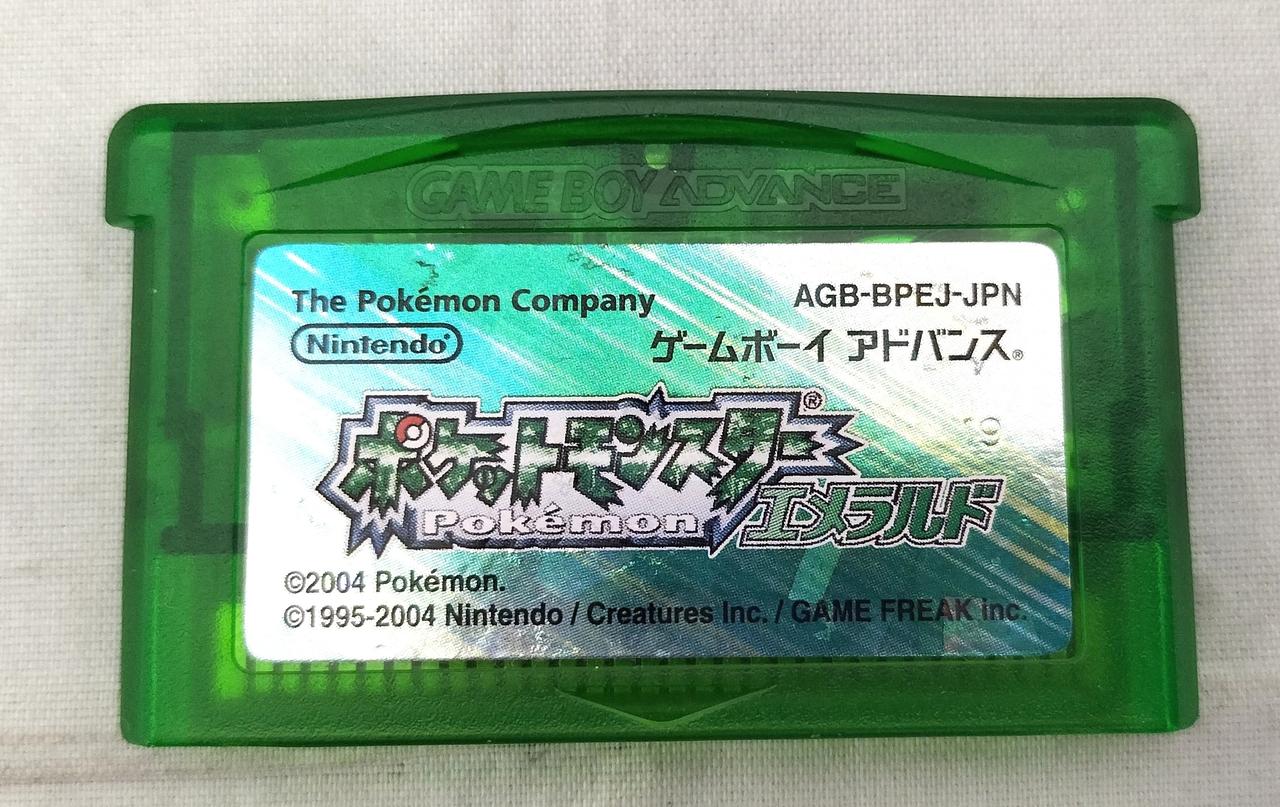 GAME BOY ADVANCE
The Pokémon Company
AGB-BPEJ-JPN
Nintendo®
ゲームボーイ アドバンス®
ポケットモンスター®
Pokémon
エメラルド
19
©2004 Pokémon.
©1995-2004 Nintendo / Creatures Inc. / GAME FREAK inc.